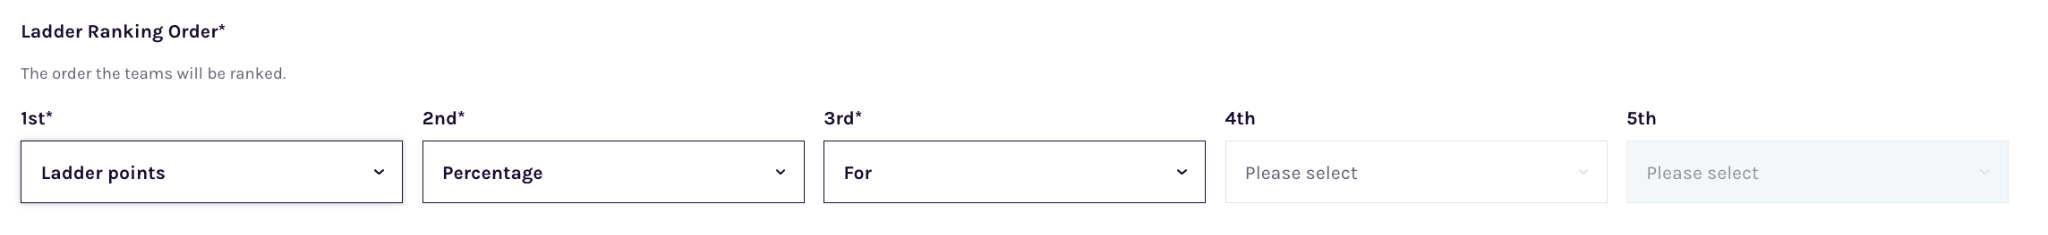 Ladder Ranking Order*
The order the teams will be ranked.
1st* 2nd* 3rd* 4th 5th
Ladder points Percentage For Please select Please select